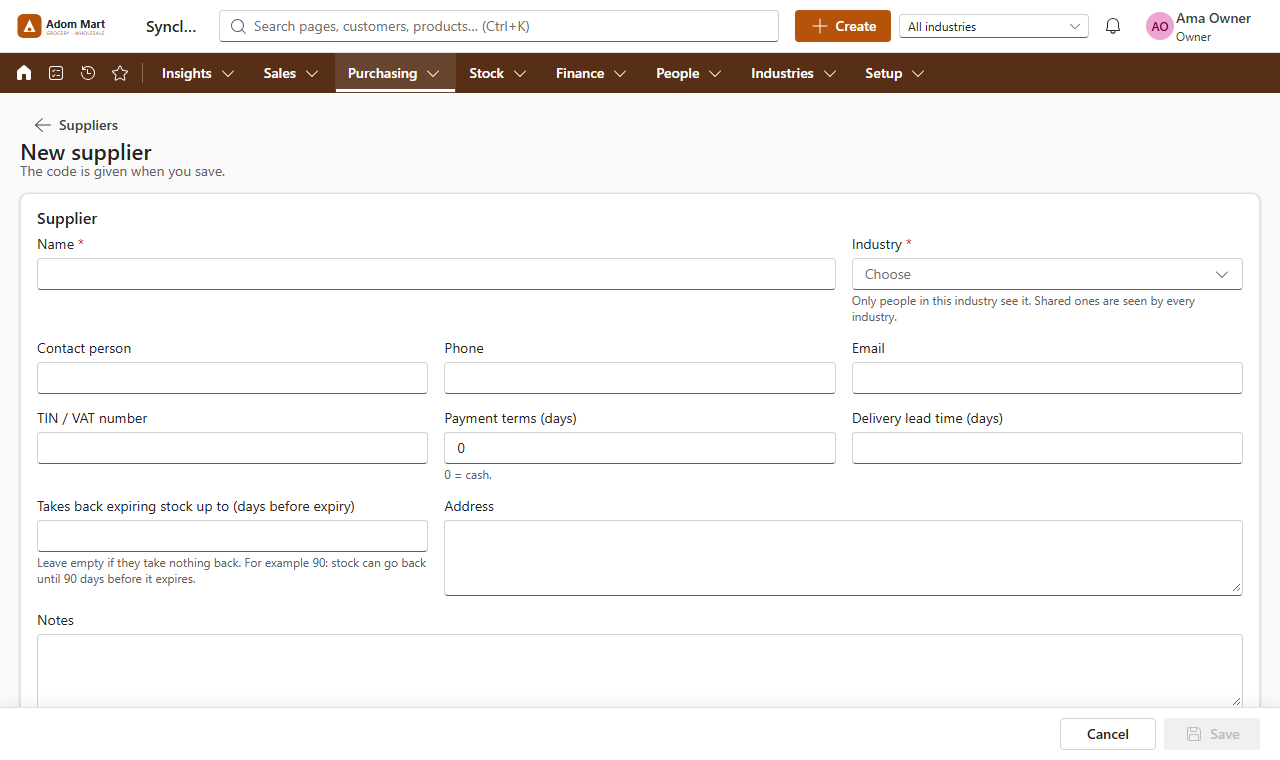 Adom Mart
GROCERY · WHOLESALE
Syncl...
Search pages, customers, products... (Ctrl+K)
Create
All industries
AO
Ama Owner
Owner
Insights
Sales
Purchasing
Stock
Finance
People
Industries
Setup
Suppliers
New supplier
The code is given when you save.
Supplier
Name *
Industry *
Choose
Only people in this industry see it. Shared ones are seen by every
industry.
Contact person
Phone
Email
TIN / VAT number
Payment terms (days)
Delivery lead time (days)
0
0 = cash.
Takes back expiring stock up to (days before expiry)
Address
Leave empty if they take nothing back. For example 90: stock can go back
until 90 days before it expires.
Notes
Cancel
Save